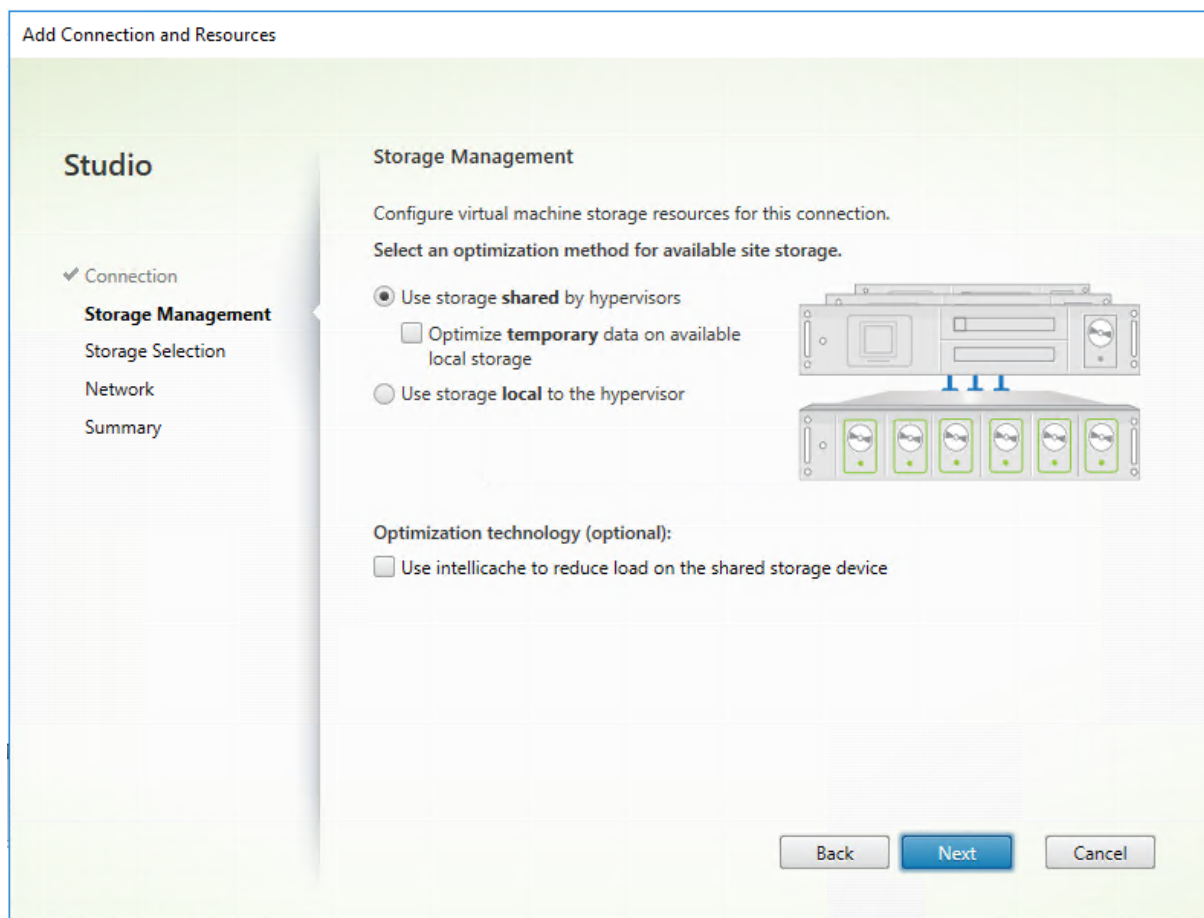 Add Connection and Resources
Studio
Connection
Storage Management
Storage Selection
Network
Summary
Storage Management
Configure virtual machine storage resources for this connection.
Select an optimization method for available site storage.
Use storage shared by hypervisors
Optimize temporary data on available
local storage
Use storage local to the hypervisor
Optimization technology (optional):
Use intellicache to reduce load on the shared storage device
Back
Next
Cancel